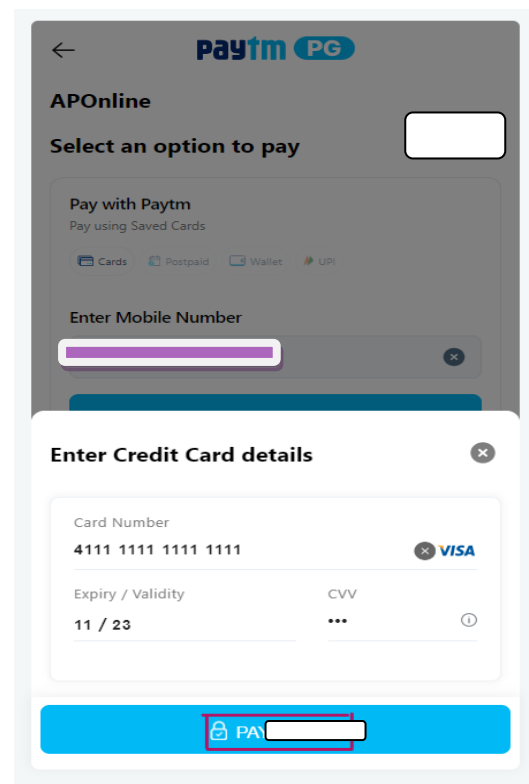 paytm PG
APOnline
Select an option to pay
Pay with Paytm
Pay using Saved Cards
Cards Postpaid Wallet UPI
Enter Mobile Number
Enter Credit Card details
Card Number
4111 1111 1111 1111 VISA
Expiry / Validity CVV
11 / 23 •••
PAY